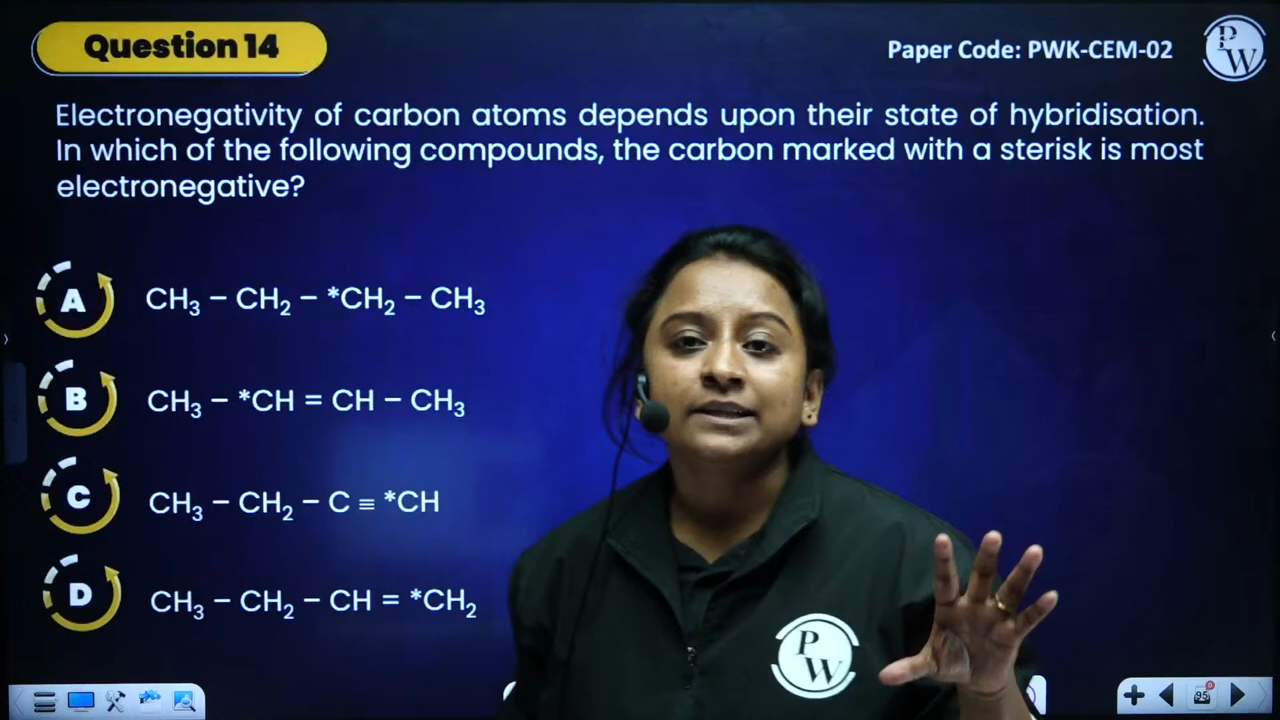 Question 14
Paper Code: PWK-CEM-02
P
W
Electronegativity of carbon atoms depends upon their state of hybridisation.
In which of the following compounds, the carbon marked with a sterisk is most
electronegative?
A CH₃ – CH₂ – *CH₂ – CH₃
B CH₃ – *CH = CH – CH₃
C CH₃ – CH₂ – C ≡ *CH
D CH₃ – CH₂ – CH = *CH₂
P
W
95